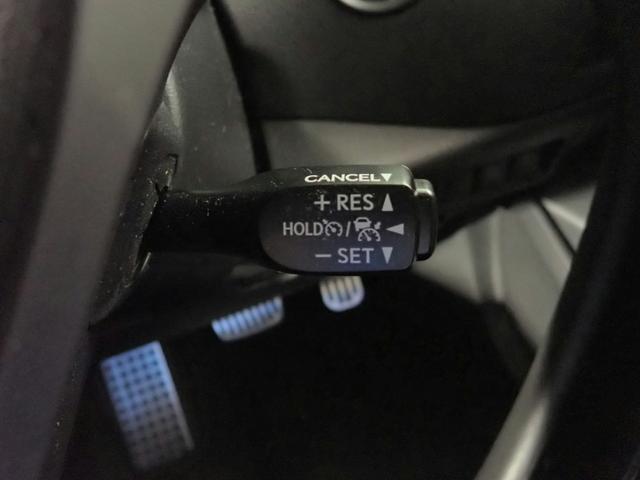 CANCEL▼
+ RES ▲
HOLD / ◄
− SET ▼